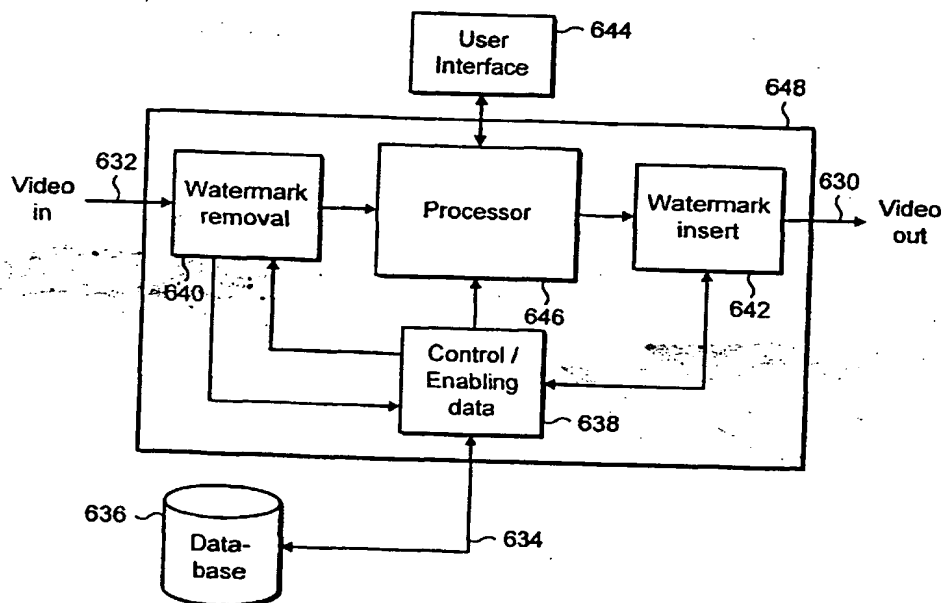 User
Interface
644
648
Video
in
632
Watermark
removal
Processor
Watermark
insert
630
Video
out
640
646
642
Control /
Enabling
data
638
636
Data-
base
634